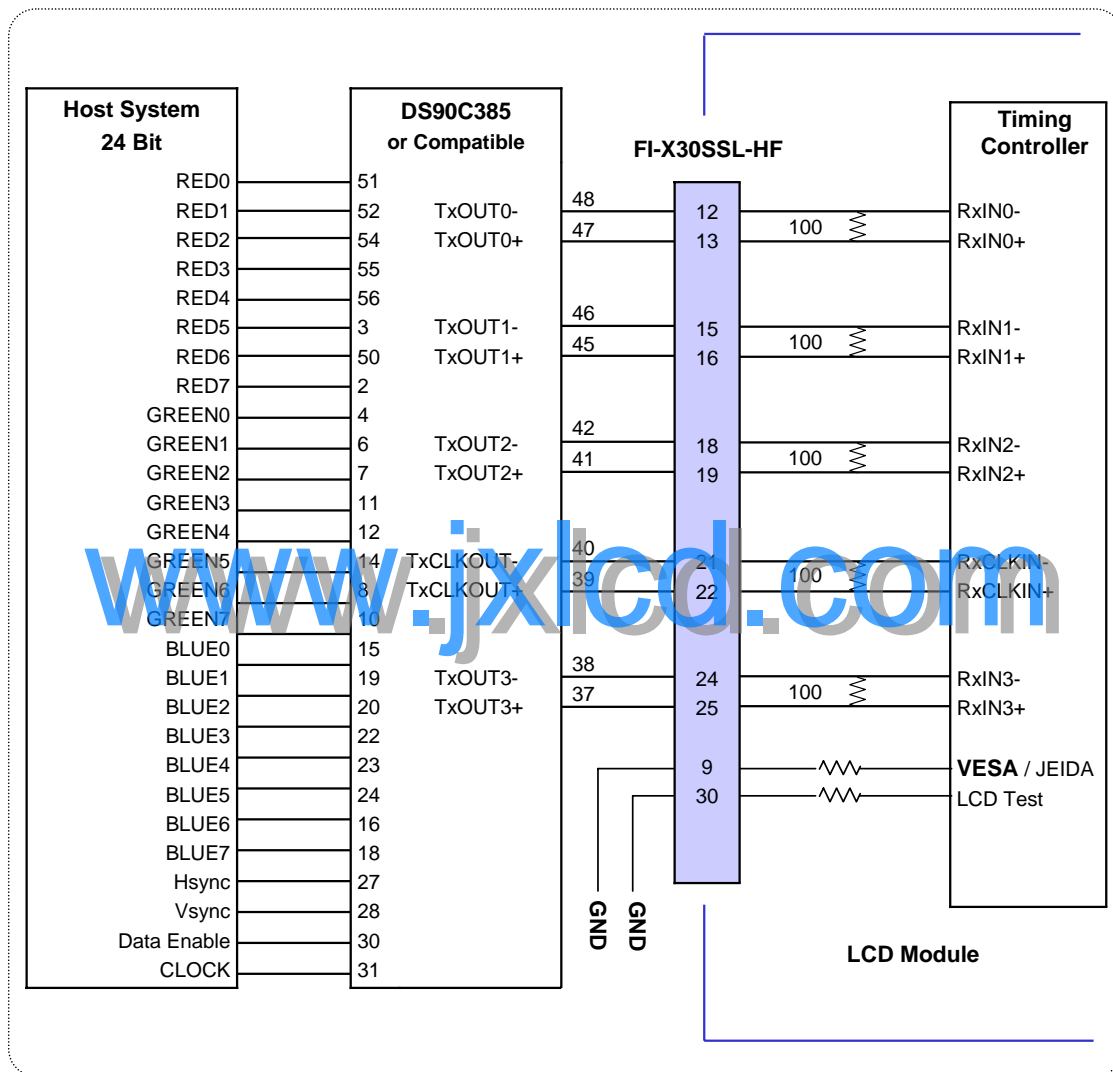 Host System
24 Bit
RED0
RED1
RED2
RED3
RED4
RED5
RED6
RED7
GREEN0
GREEN1
GREEN2
GREEN3
GREEN4
GREEN5
GREEN6
GREEN7
BLUE0
BLUE1
BLUE2
BLUE3
BLUE4
BLUE5
BLUE6
BLUE7
Hsync
Vsync
Data Enable
CLOCK
DS90C385
or Compatible
51
52
54
55
56
3
50
2
4
6
7
11
12
14
8
10
15
19
20
22
23
24
16
18
27
28
30
31
TxOUT0-
TxOUT0+
TxOUT1-
TxOUT1+
TxOUT2-
TxOUT2+
TxCLKOUT-
TxCLKOUT+
TxOUT3-
TxOUT3+
48
47
46
45
42
41
40
39
38
37
GND
GND
FI-X30SSL-HF
12
13
15
16
18
19
21
22
24
25
9
30
100
100
100
100
100
Timing
Controller
RxIN0-
RxIN0+
RxIN1-
RxIN1+
RxIN2-
RxIN2+
RxCLKIN-
RxCLKIN+
RxIN3-
RxIN3+
VESA / JEIDA
LCD Test
LCD Module
www.jxlcd.com